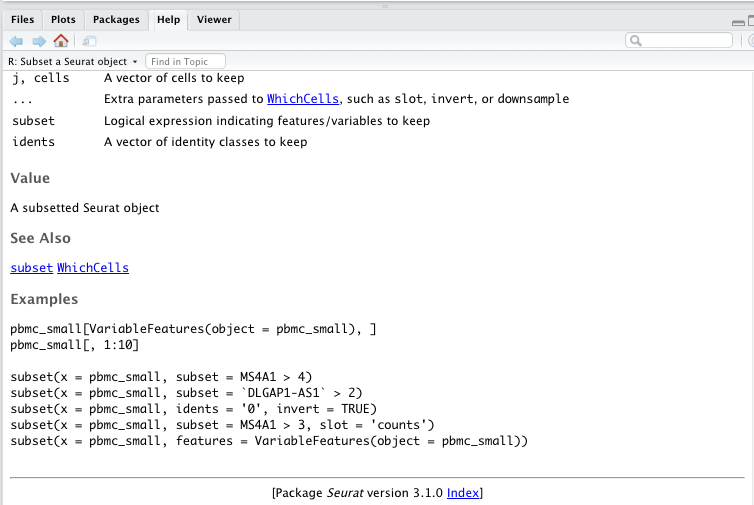 Files Plots Packages Help Viewer
R: Subset a Seurat object Find in Topic
j, cells A vector of cells to keep
... Extra parameters passed to WhichCells, such as slot, invert, or downsample
subset Logical expression indicating features/variables to keep
idents A vector of identity classes to keep
Value
A subsetted Seurat object
See Also
subset WhichCells
Examples
pbmc_small[VariableFeatures(object = pbmc_small), ]
pbmc_small[, 1:10]
subset(x = pbmc_small, subset = MS4A1 > 4)
subset(x = pbmc_small, subset = `DLGAP1-AS1` > 2)
subset(x = pbmc_small, idents = '0', invert = TRUE)
subset(x = pbmc_small, subset = MS4A1 > 3, slot = 'counts')
subset(x = pbmc_small, features = VariableFeatures(object = pbmc_small))
[Package Seurat version 3.1.0 Index]